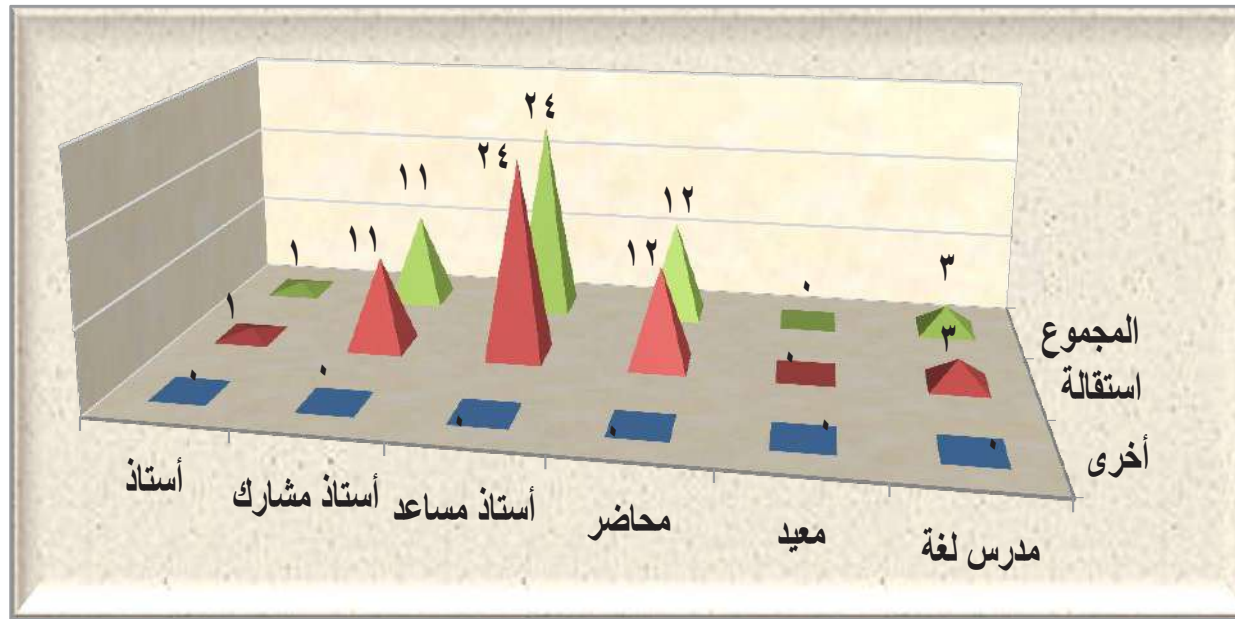 ٢٤
٢٤
١١
١٢
١١
١٢
١
٣
٠
١
٣
٠
٠
٠
٠
٠
٠
٠
المجموع
استقالة
أخرى
أستاذ
أستاذ مشارك
أستاذ مساعد
محاضر
معيد
مدرس لغة